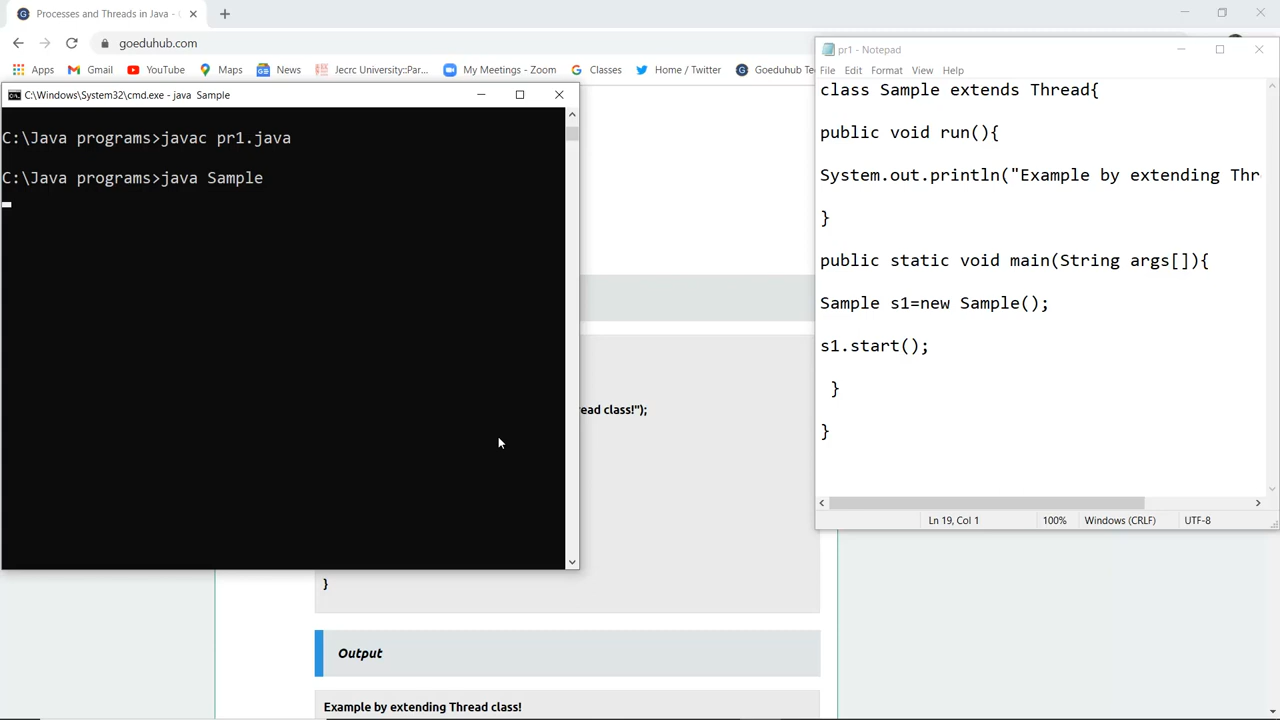 Processes and Threads in Java -
goeduhub.com
Apps
Gmail
YouTube
Maps
News
Jecrc University::Par...
My Meetings - Zoom
Classes
Home / Twitter
Goeduhub Te
C:\Windows\System32\cmd.exe - java Sample
C:\Java programs>javac pr1.java
C:\Java programs>java Sample
pr1 - Notepad
File Edit Format View Help
class Sample extends Thread{
public void run(){
System.out.println("Example by extending Thr
}
public static void main(String args[]){
Sample s1=new Sample();
s1.start();
}
}
Ln 19, Col 1
100%
Windows (CRLF)
UTF-8
ead class!");
}
Output
Example by extending Thread class!